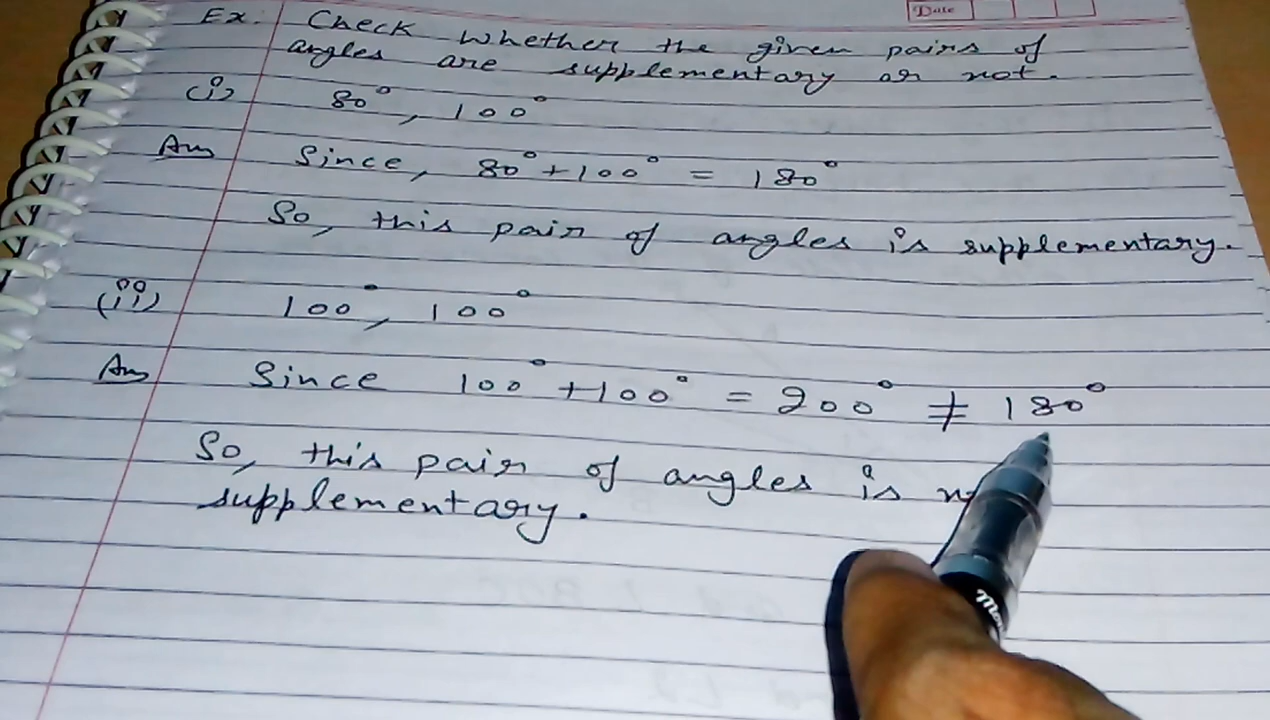 Date
Ex. Check whether the given pairs of
angles are supplementary or not.
(i) 80°, 100°
Ans Since, 80° + 100° = 180°
So, this pair of angles is supplementary.
(ii) 100°, 100°
Ans Since 100° + 100° = 200° ≠ 180°
So, this pair of angles is
supplementary.